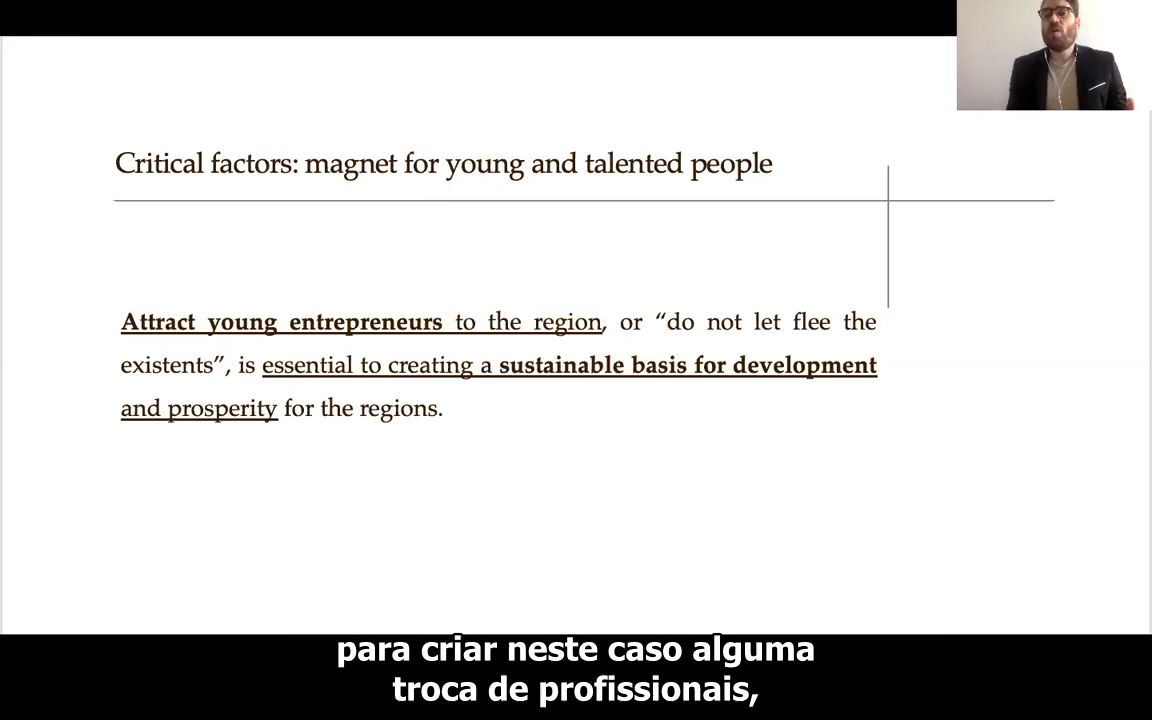 Critical factors: magnet for young and talented people
Attract young entrepreneurs to the region, or “do not let flee the
existents”, is essential to creating a sustainable basis for development
and prosperity for the regions.
para criar neste caso alguma
troca de profissionais,